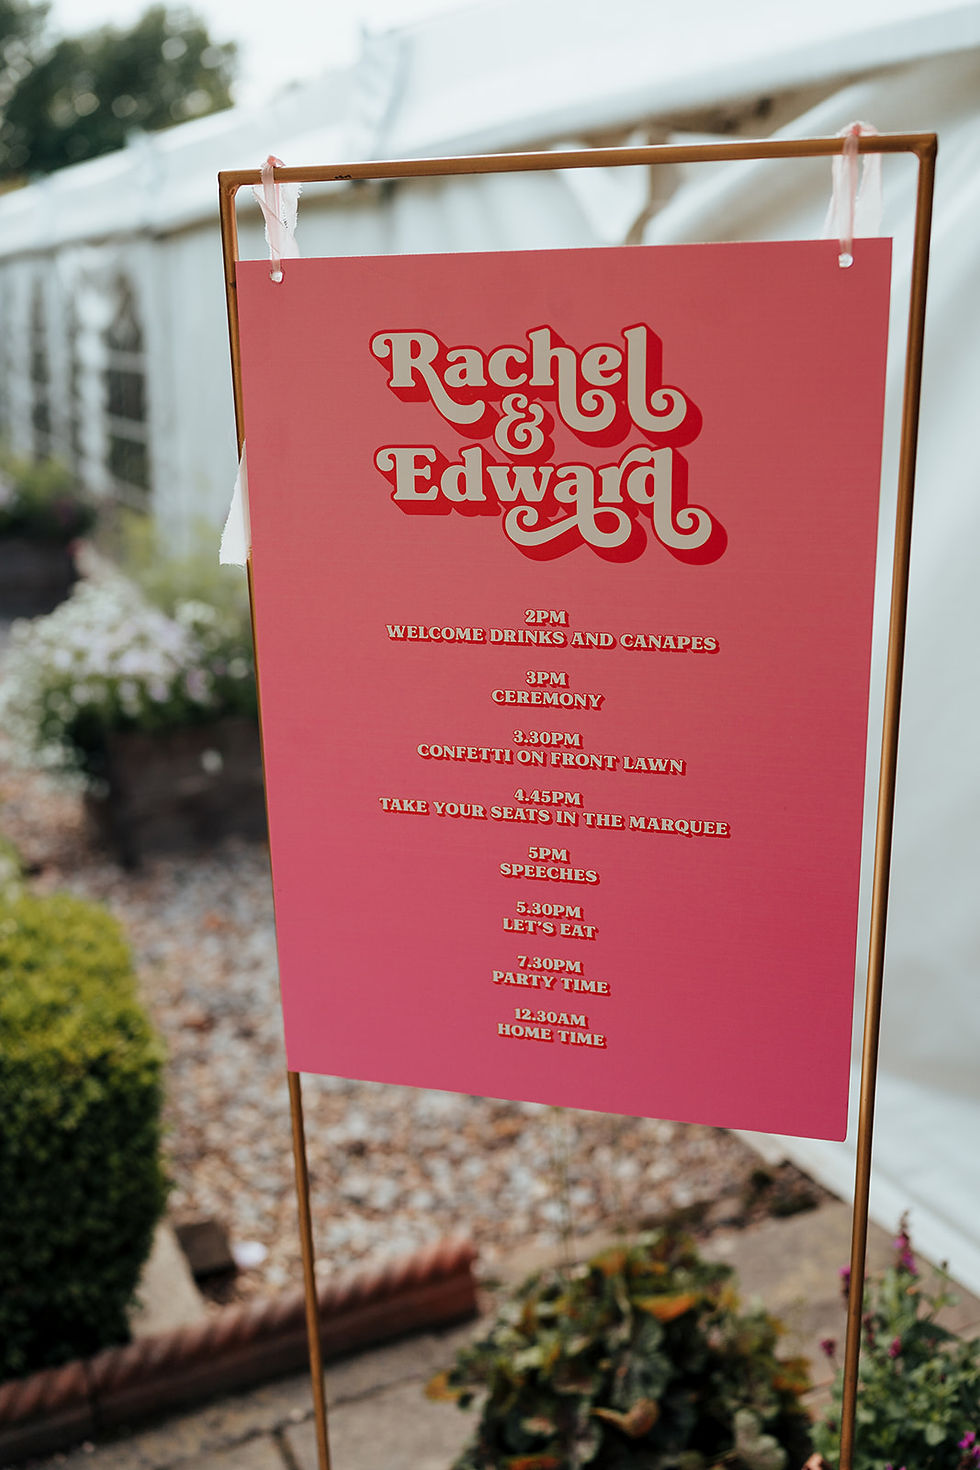 Rachel
&
Edward
2PM
WELCOME DRINKS AND CANAPES
3PM
CEREMONY
3.30PM
CONFETTI ON FRONT LAWN
4.45PM
TAKE YOUR SEATS IN THE MARQUEE
5PM
SPEECHES
5.30PM
LET'S EAT
7.30PM
PARTY TIME
12.30AM
HOME TIME